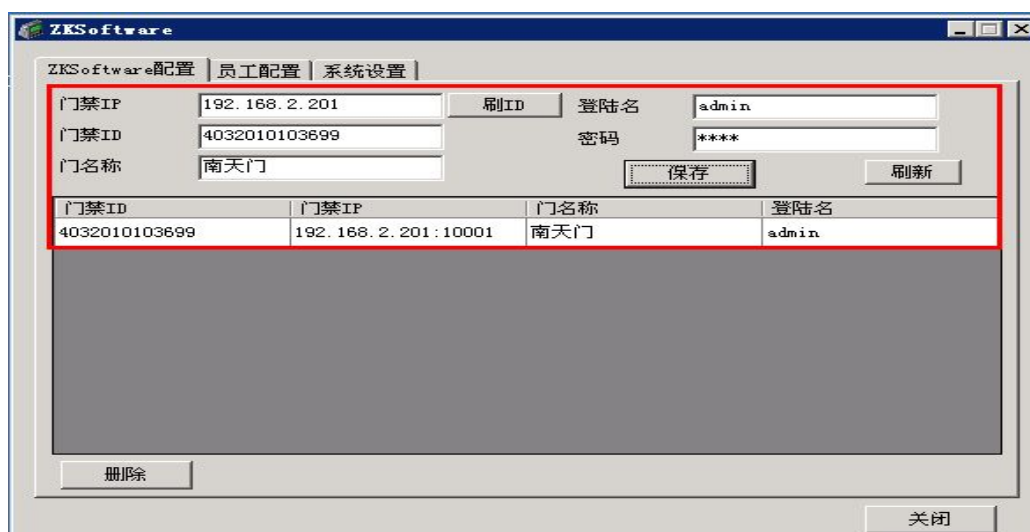 ZKSoftware
ZKSoftware配置 员工配置 系统设置
门禁IP 192.168.2.201 刷ID 登陆名 admin
门禁ID 4032010103699 密码 ****
门名称 南天门 保存 刷新
门禁ID 门禁IP 门名称 登陆名
4032010103699 192.168.2.201:10001 南天门 admin
删除
关闭